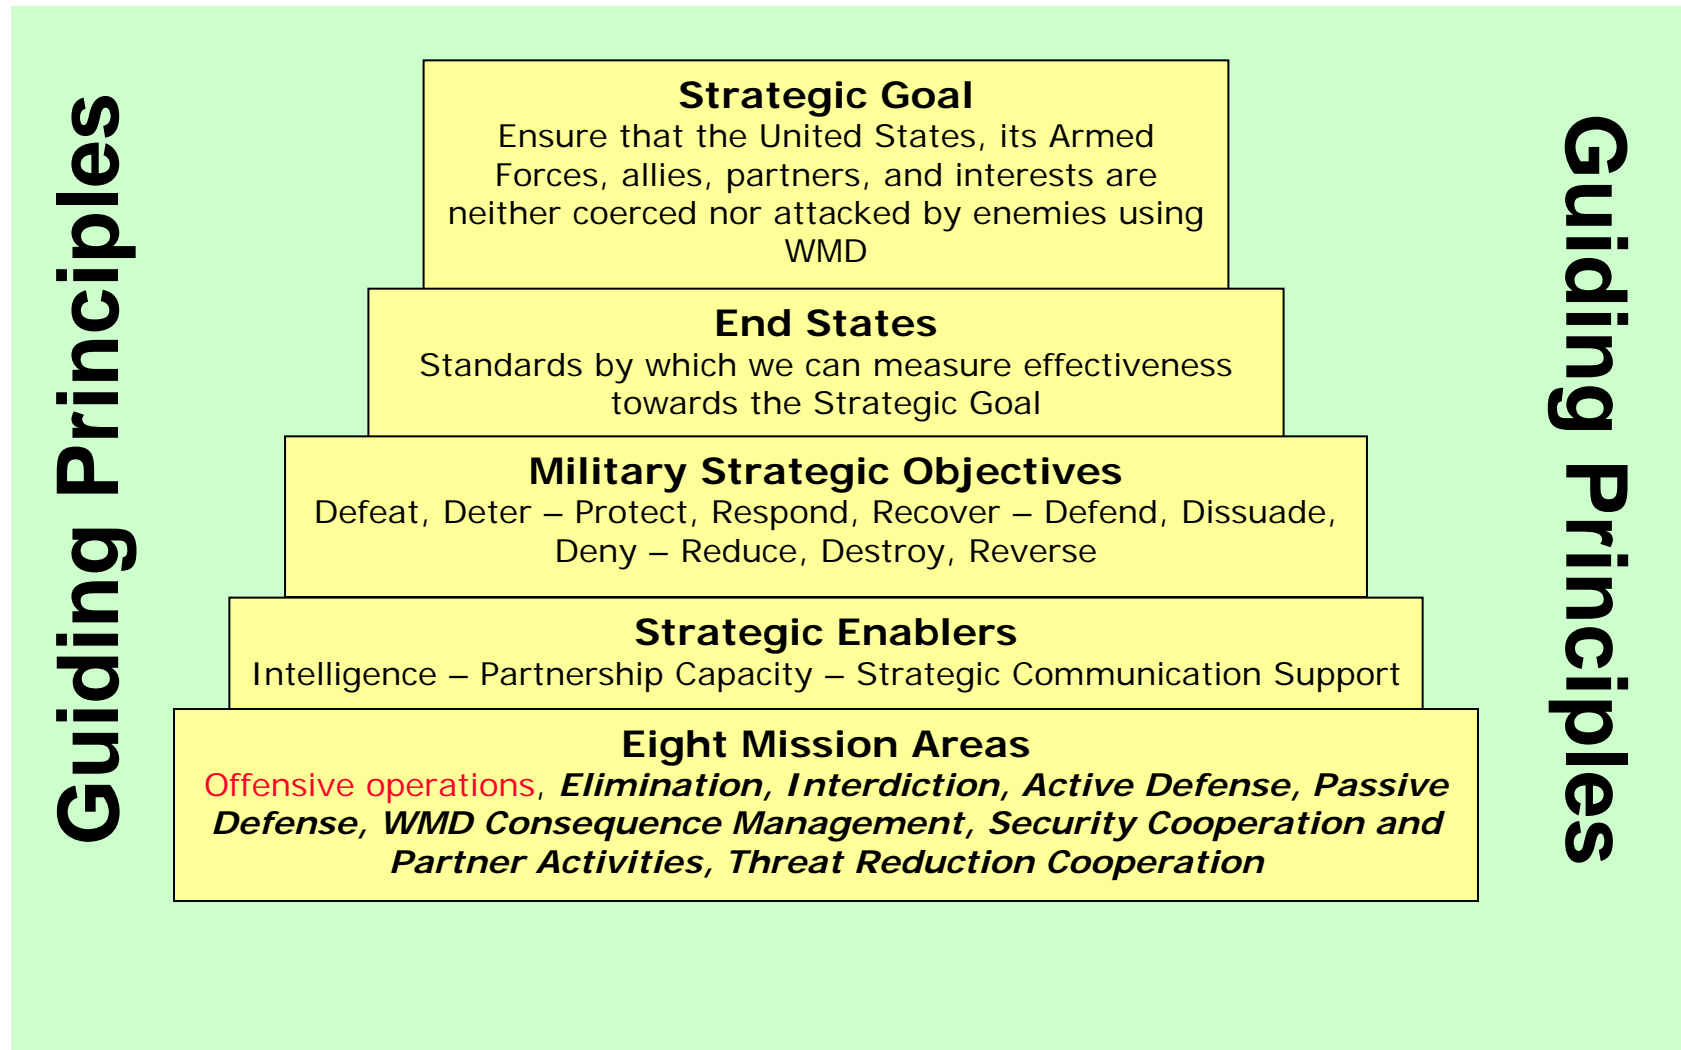 Guiding Principles
Strategic Goal
Ensure that the United States, its Armed
Forces, allies, partners, and interests are
neither coerced nor attacked by enemies using
WMD
End States
Standards by which we can measure effectiveness
towards the Strategic Goal
Military Strategic Objectives
Defeat, Deter – Protect, Respond, Recover – Defend, Dissuade,
Deny – Reduce, Destroy, Reverse
Strategic Enablers
Intelligence – Partnership Capacity – Strategic Communication Support
Eight Mission Areas
Offensive operations, Elimination, Interdiction, Active Defense, Passive
Defense, WMD Consequence Management, Security Cooperation and
Partner Activities, Threat Reduction Cooperation
Guiding Principles